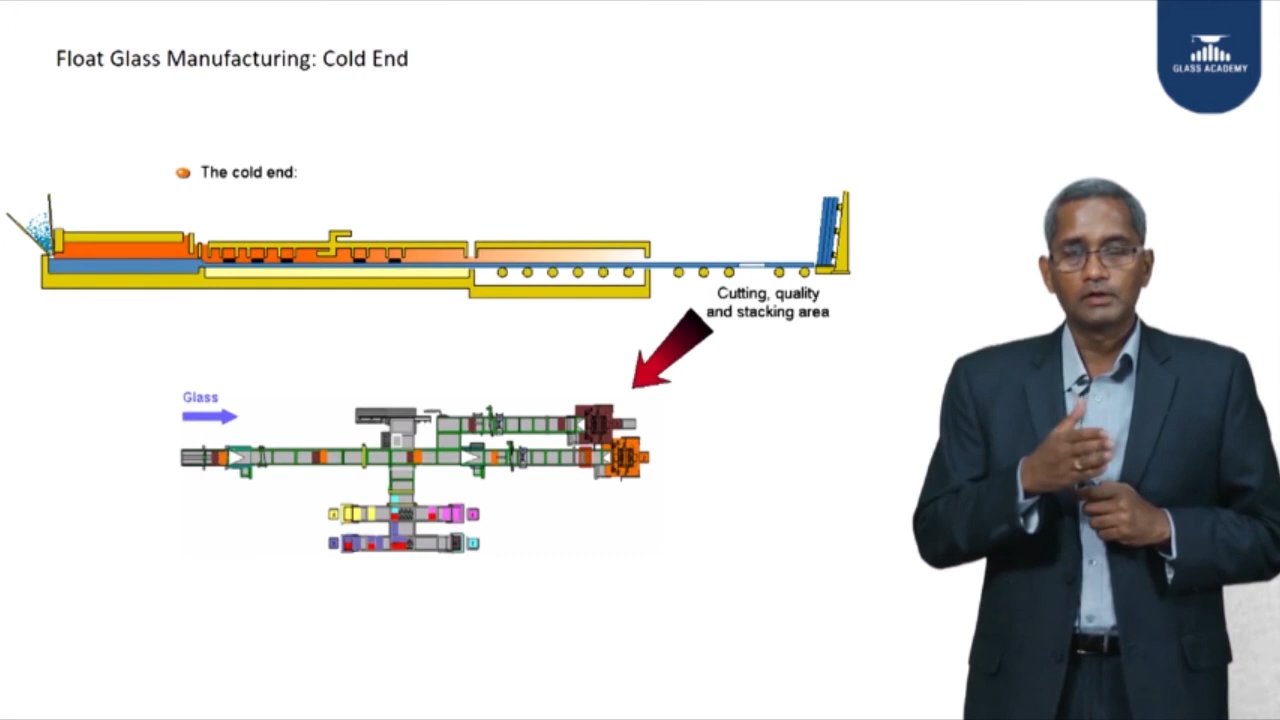 Float Glass Manufacturing: Cold End
GLASS ACADEMY
The cold end:
Cutting, quality
and stacking area
Glass